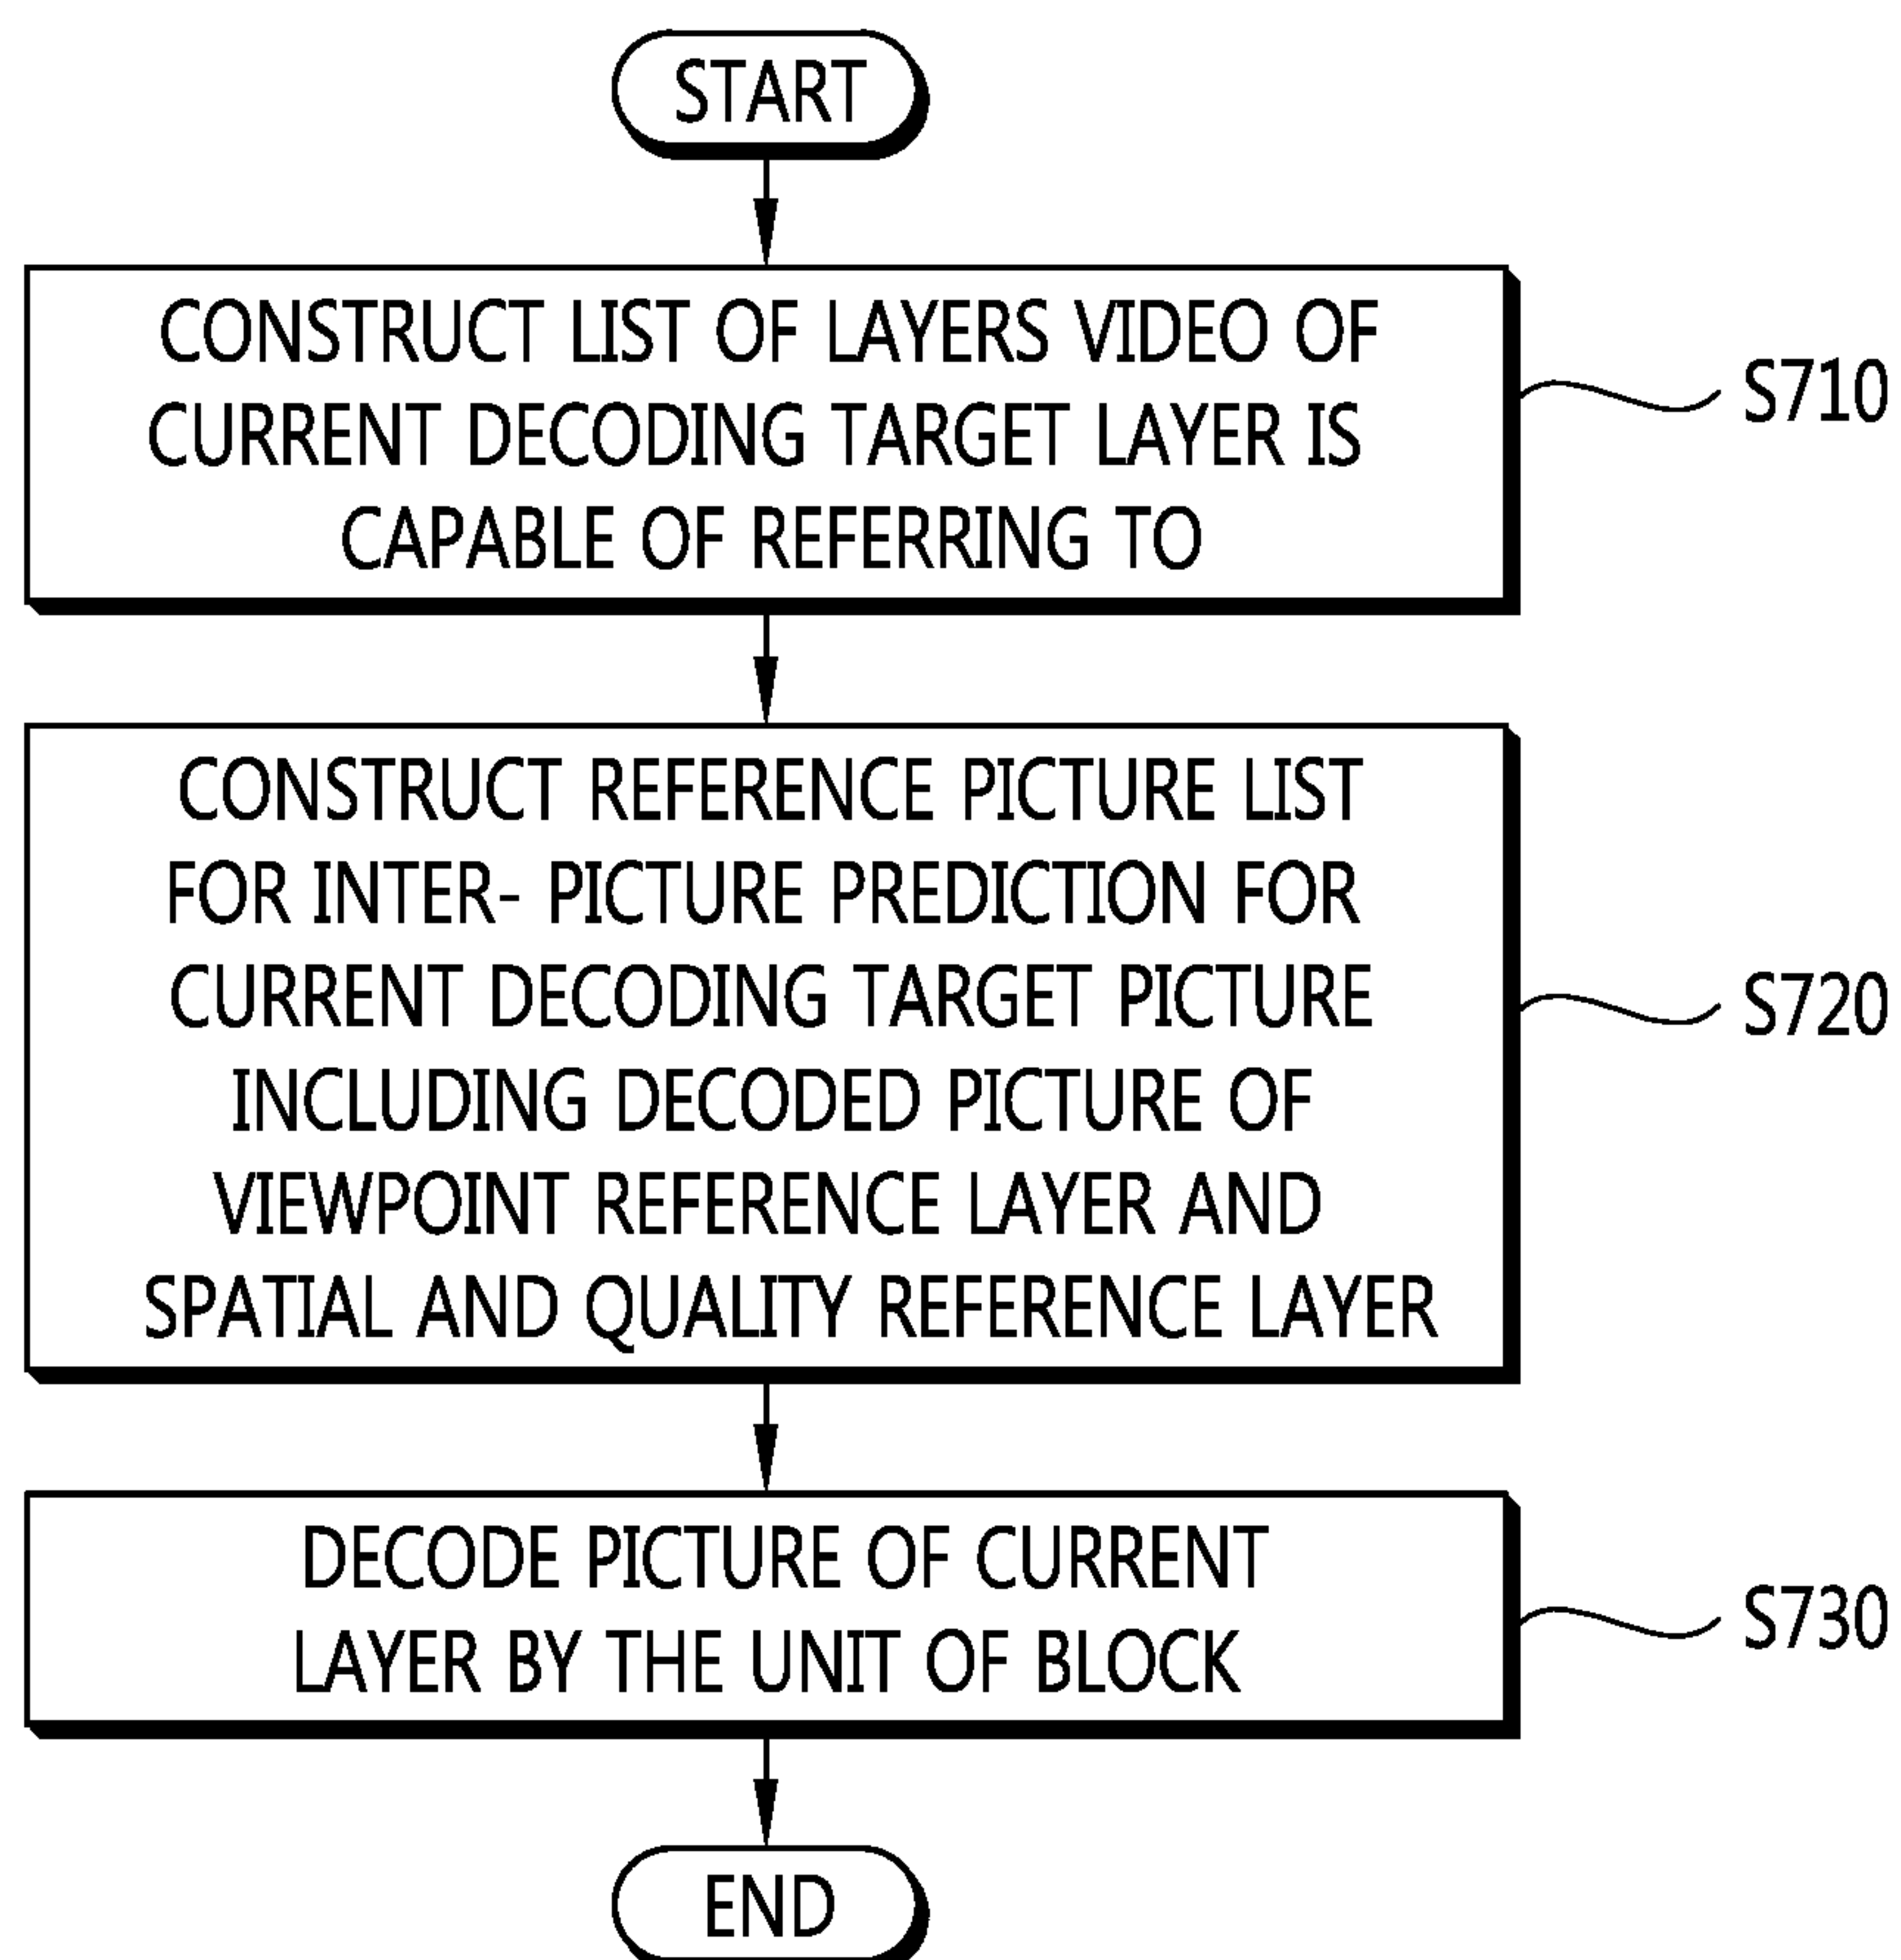 START
CONSTRUCT LIST OF LAYERS VIDEO OF
CURRENT DECODING TARGET LAYER IS
CAPABLE OF REFERRING TO
S710
CONSTRUCT REFERENCE PICTURE LIST
FOR INTER- PICTURE PREDICTION FOR
CURRENT DECODING TARGET PICTURE
INCLUDING DECODED PICTURE OF
VIEWPOINT REFERENCE LAYER AND
SPATIAL AND QUALITY REFERENCE LAYER
S720
DECODE PICTURE OF CURRENT
LAYER BY THE UNIT OF BLOCK
S730
END